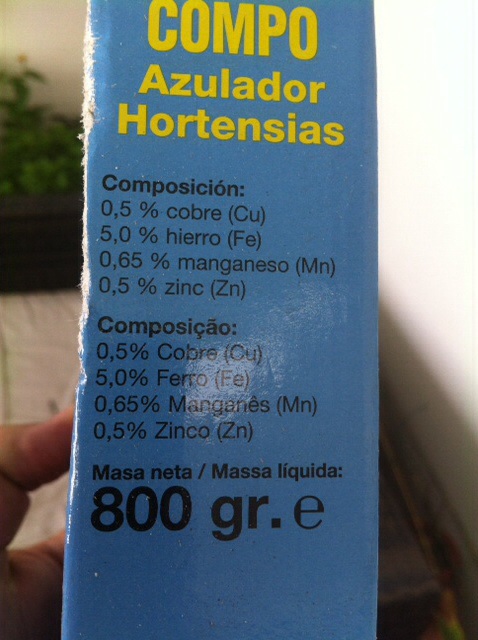 COMPO
Azulador
Hortensias
Composición:
0,5 % cobre (Cu)
5,0 % hierro (Fe)
0,65 % manganeso (Mn)
0,5 % zinc (Zn)
Composição:
0,5% Cobre (Cu)
5,0% Ferro (Fe)
0,65% Manganês (Mn)
0,5% Zinco (Zn)
Masa neta / Massa líquida:
800 gr. e